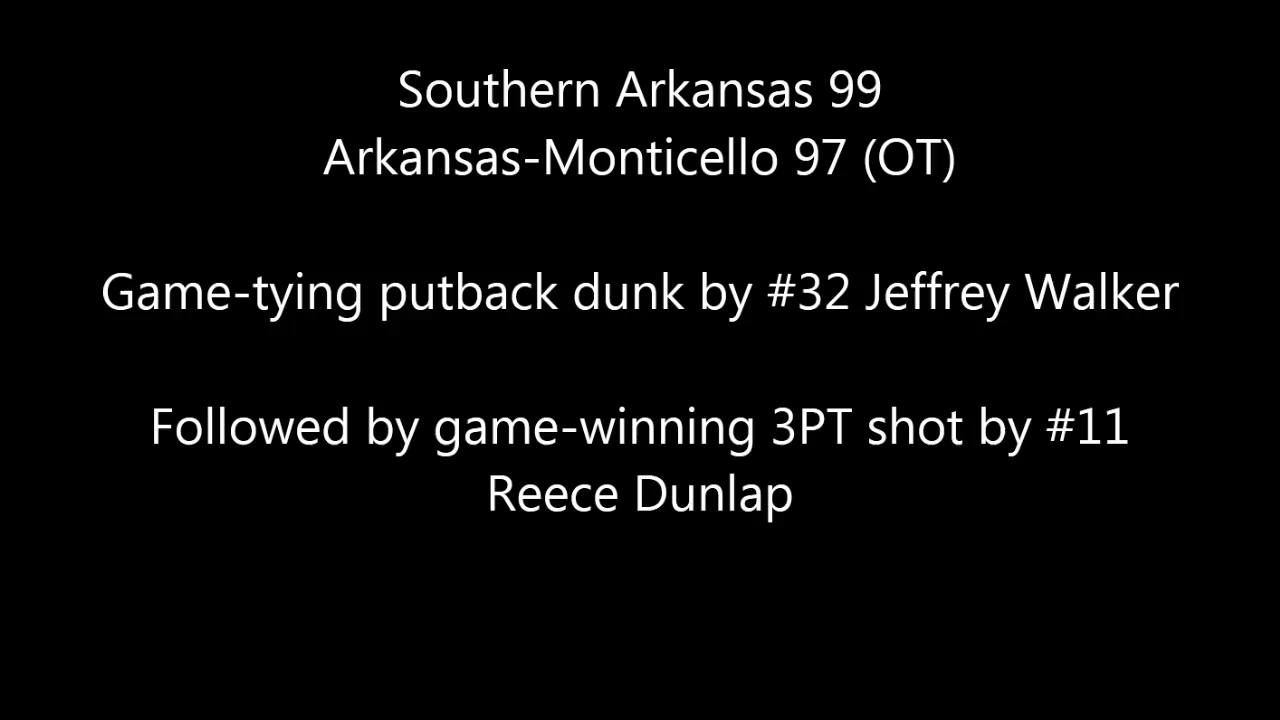 Southern Arkansas 99
Arkansas-Monticello 97 (OT)
Game-tying putback dunk by #32 Jeffrey Walker
Followed by game-winning 3PT shot by #11
Reece Dunlap